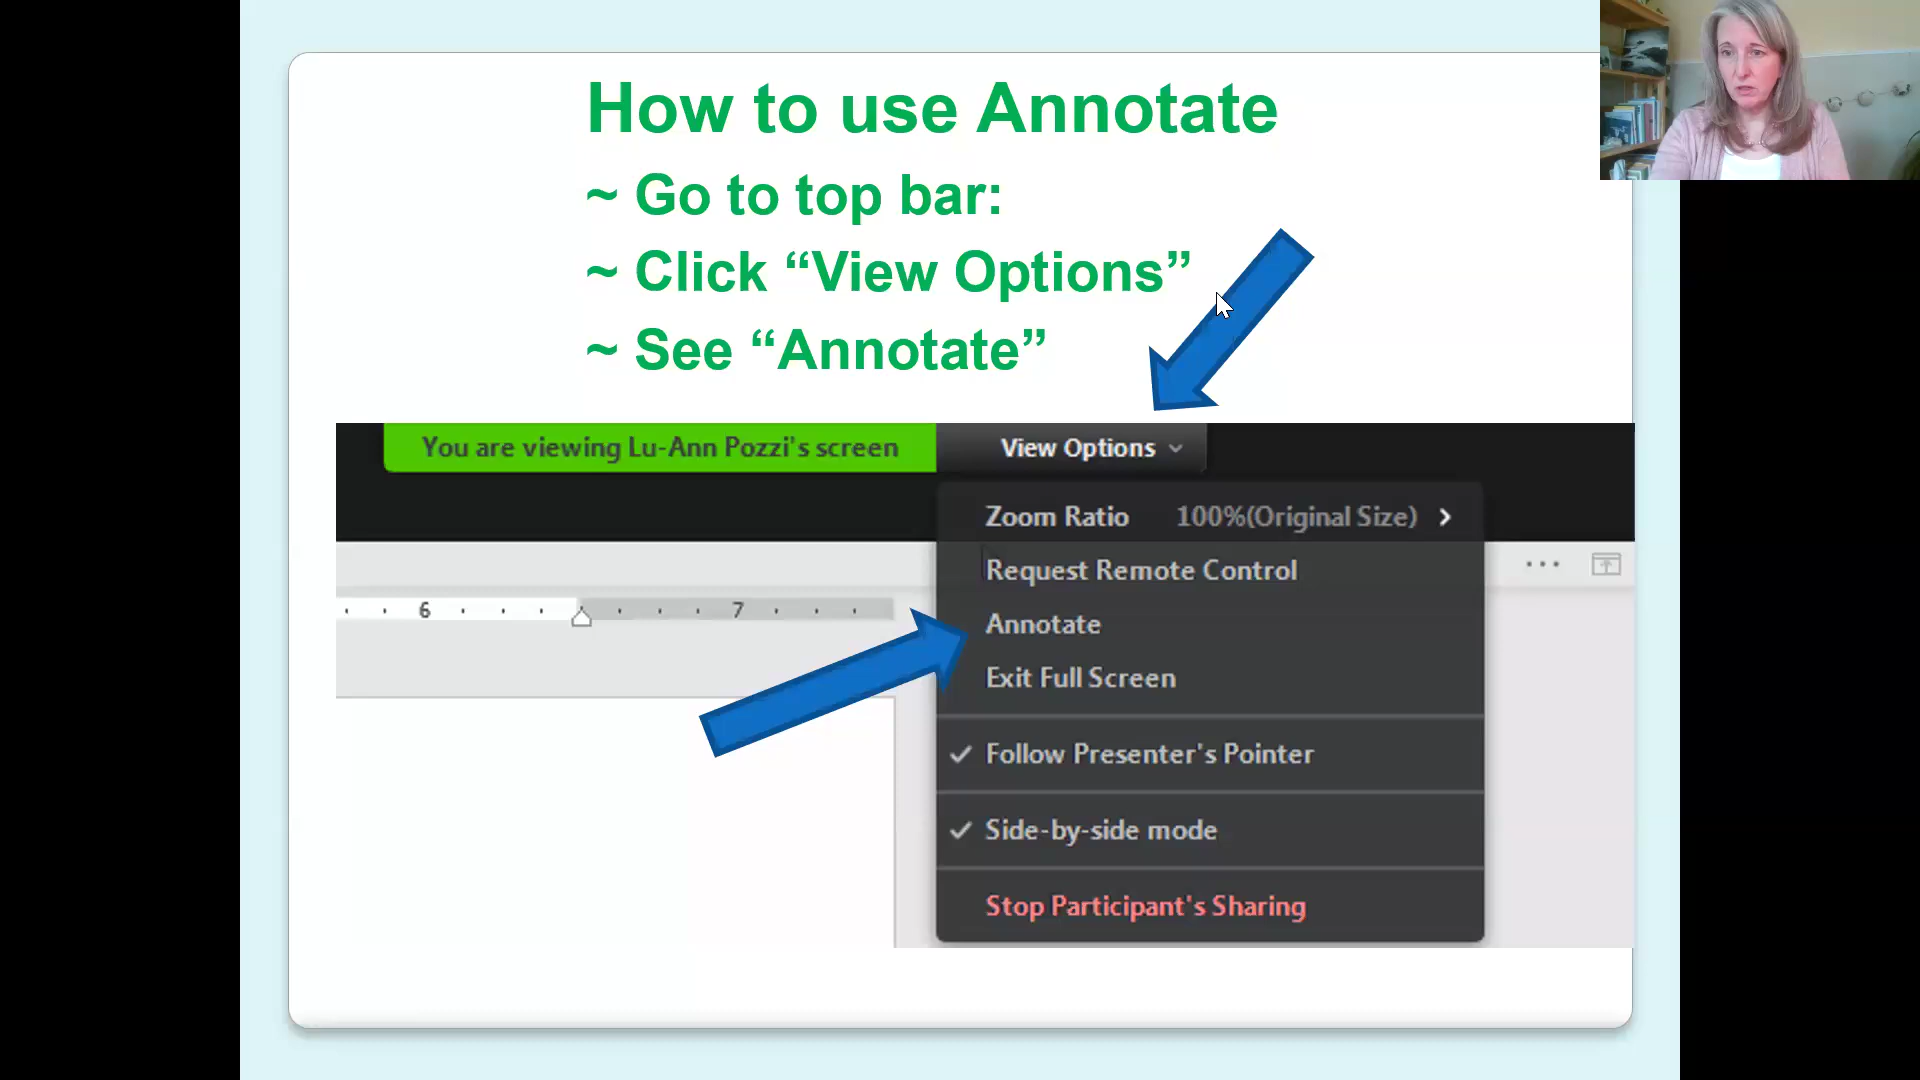 How to use Annotate
~ Go to top bar:
~ Click “View Options”
~ See “Annotate”
You are viewing Lu-Ann Pozzi's screen
View Options
Zoom Ratio 100%(Original Size)
Request Remote Control
6 7
Annotate
Exit Full Screen
Follow Presenter's Pointer
Side-by-side mode
Stop Participant's Sharing